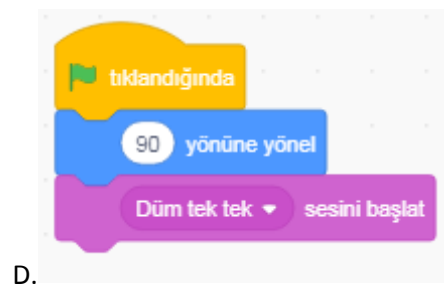 tıklandığında
90 yönüne yönel
Düm tek tek sesini başlat
D.